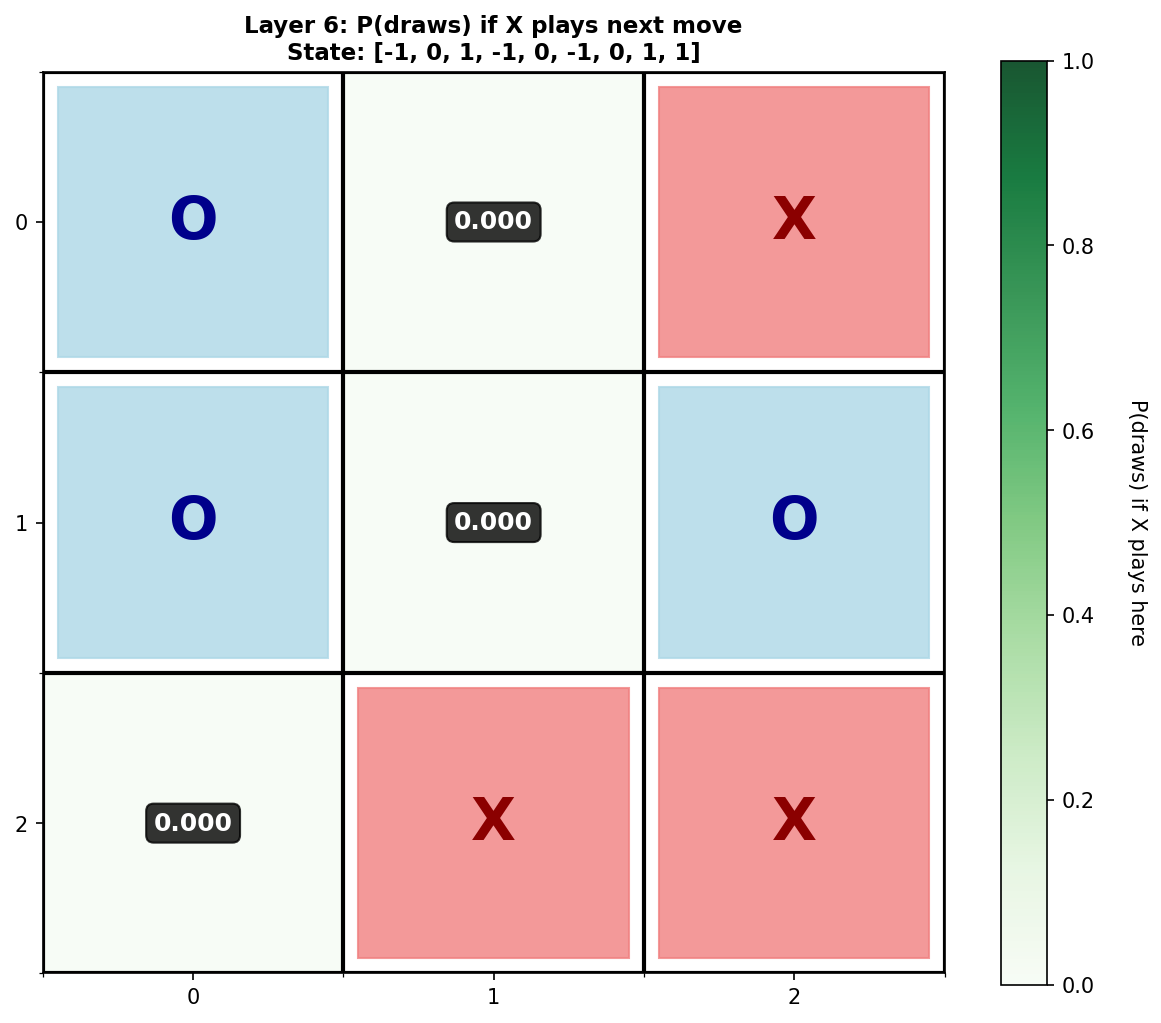 Layer 6: P(draws) if X plays next move
State: [-1, 0, 1, -1, 0, -1, 0, 1, 1]
0 O 0.000 X
1 O 0.000 O
2 0.000 X X
0 1 2
1.0
0.8
0.6
0.4
0.2
0.0
P(draws) if X plays here